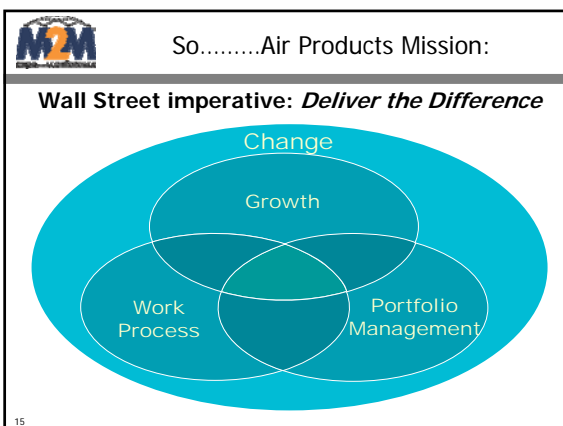 M2M
So.........Air Products Mission:
Wall Street imperative: Deliver the Difference
Change
Growth
Work
Process
Portfolio
Management
15